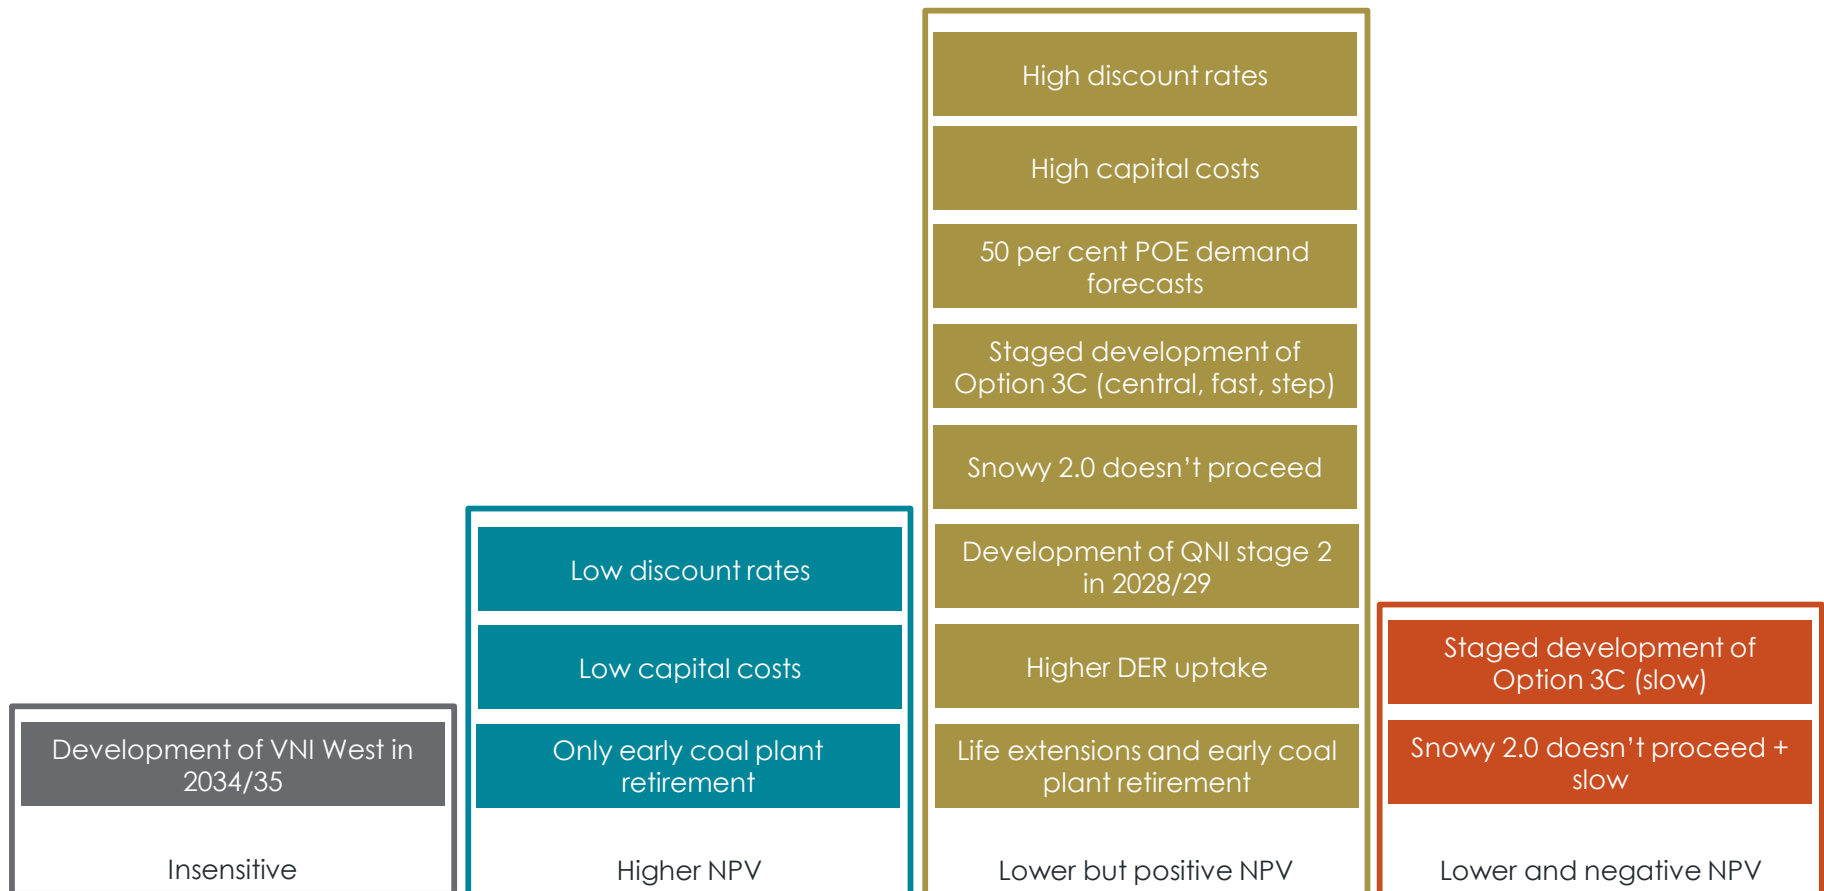 Development of VNI West in
2034/35
Insensitive
Low discount rates
Low capital costs
Only early coal plant
retirement
Higher NPV
High discount rates
High capital costs
50 per cent POE demand
forecasts
Staged development of
Option 3C (central, fast, step)
Snowy 2.0 doesn’t proceed
Development of QNI stage 2
in 2028/29
Higher DER uptake
Life extensions and early coal
plant retirement
Lower but positive NPV
Staged development of
Option 3C (slow)
Snowy 2.0 doesn’t proceed +
slow
Lower and negative NPV